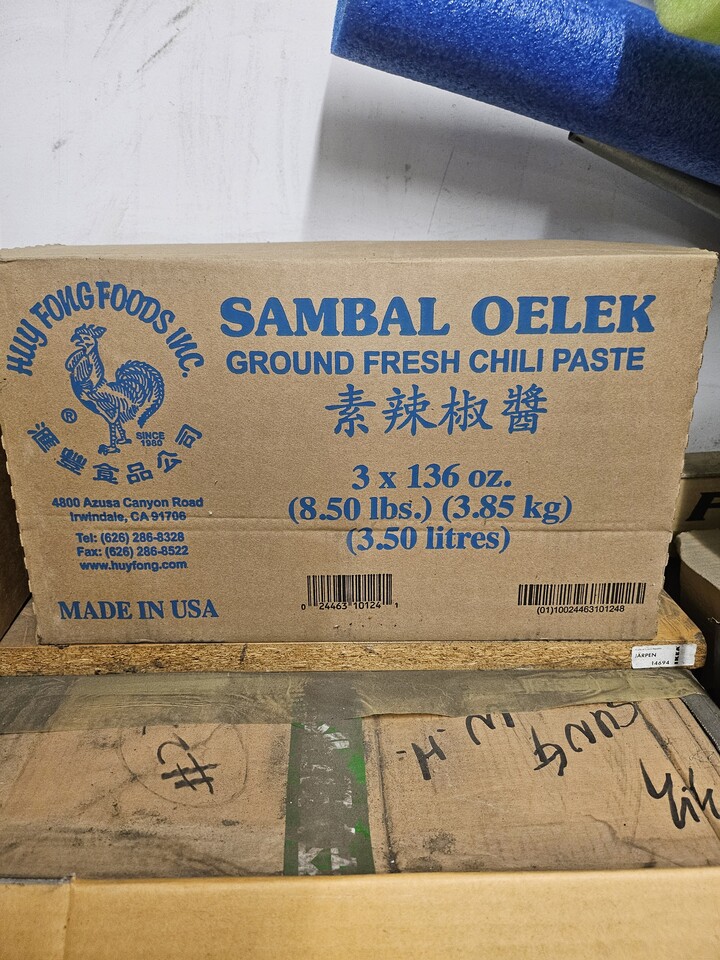 HUY FONG FOODS INC.
®
SINCE
1980
滙豐食品公司
4800 Azusa Canyon Road
Irwindale, CA 91706
Tel: (626) 286-8328
Fax: (626) 286-8522
www.huyfong.com
MADE IN USA
SAMBAL OELEK
GROUND FRESH CHILI PASTE
素辣椒醬
3 x 136 oz.
(8.50 lbs.) (3.85 kg)
(3.50 litres)
0 24463 10124 1
(01)10024463101248
JÄRPEN
14694
IKEA